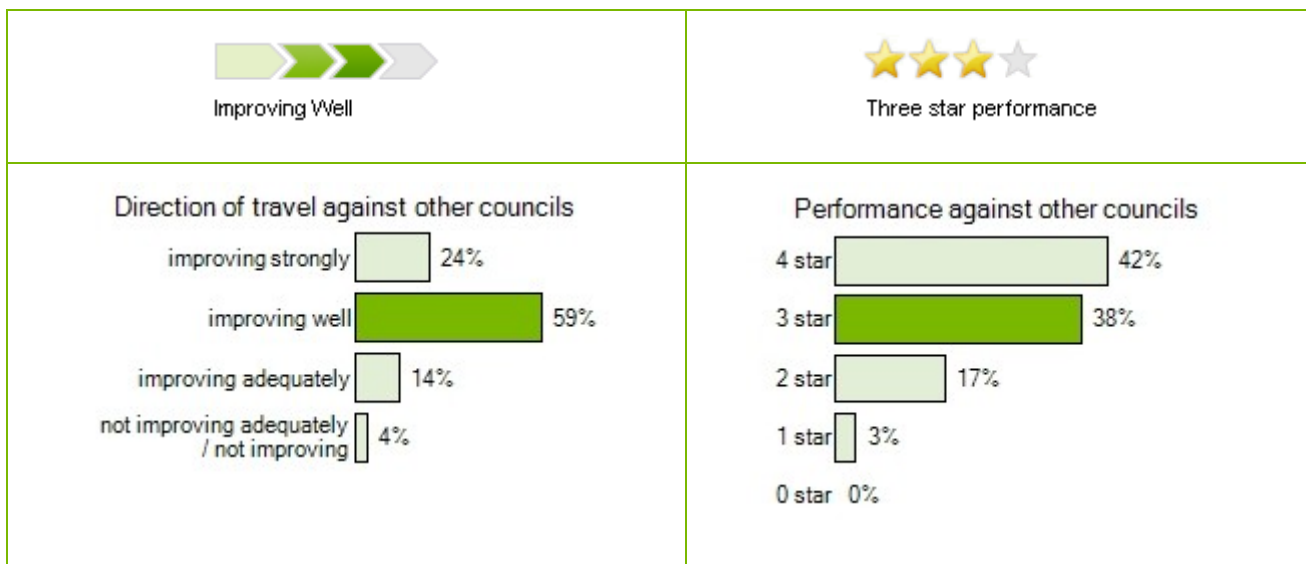 Improving Well
Three star performance
Direction of travel against other councils
improving strongly 24%
improving well 59%
improving adequately 14%
not improving adequately
/ not improving 4%
Performance against other councils
4 star 42%
3 star 38%
2 star 17%
1 star 3%
0 star 0%